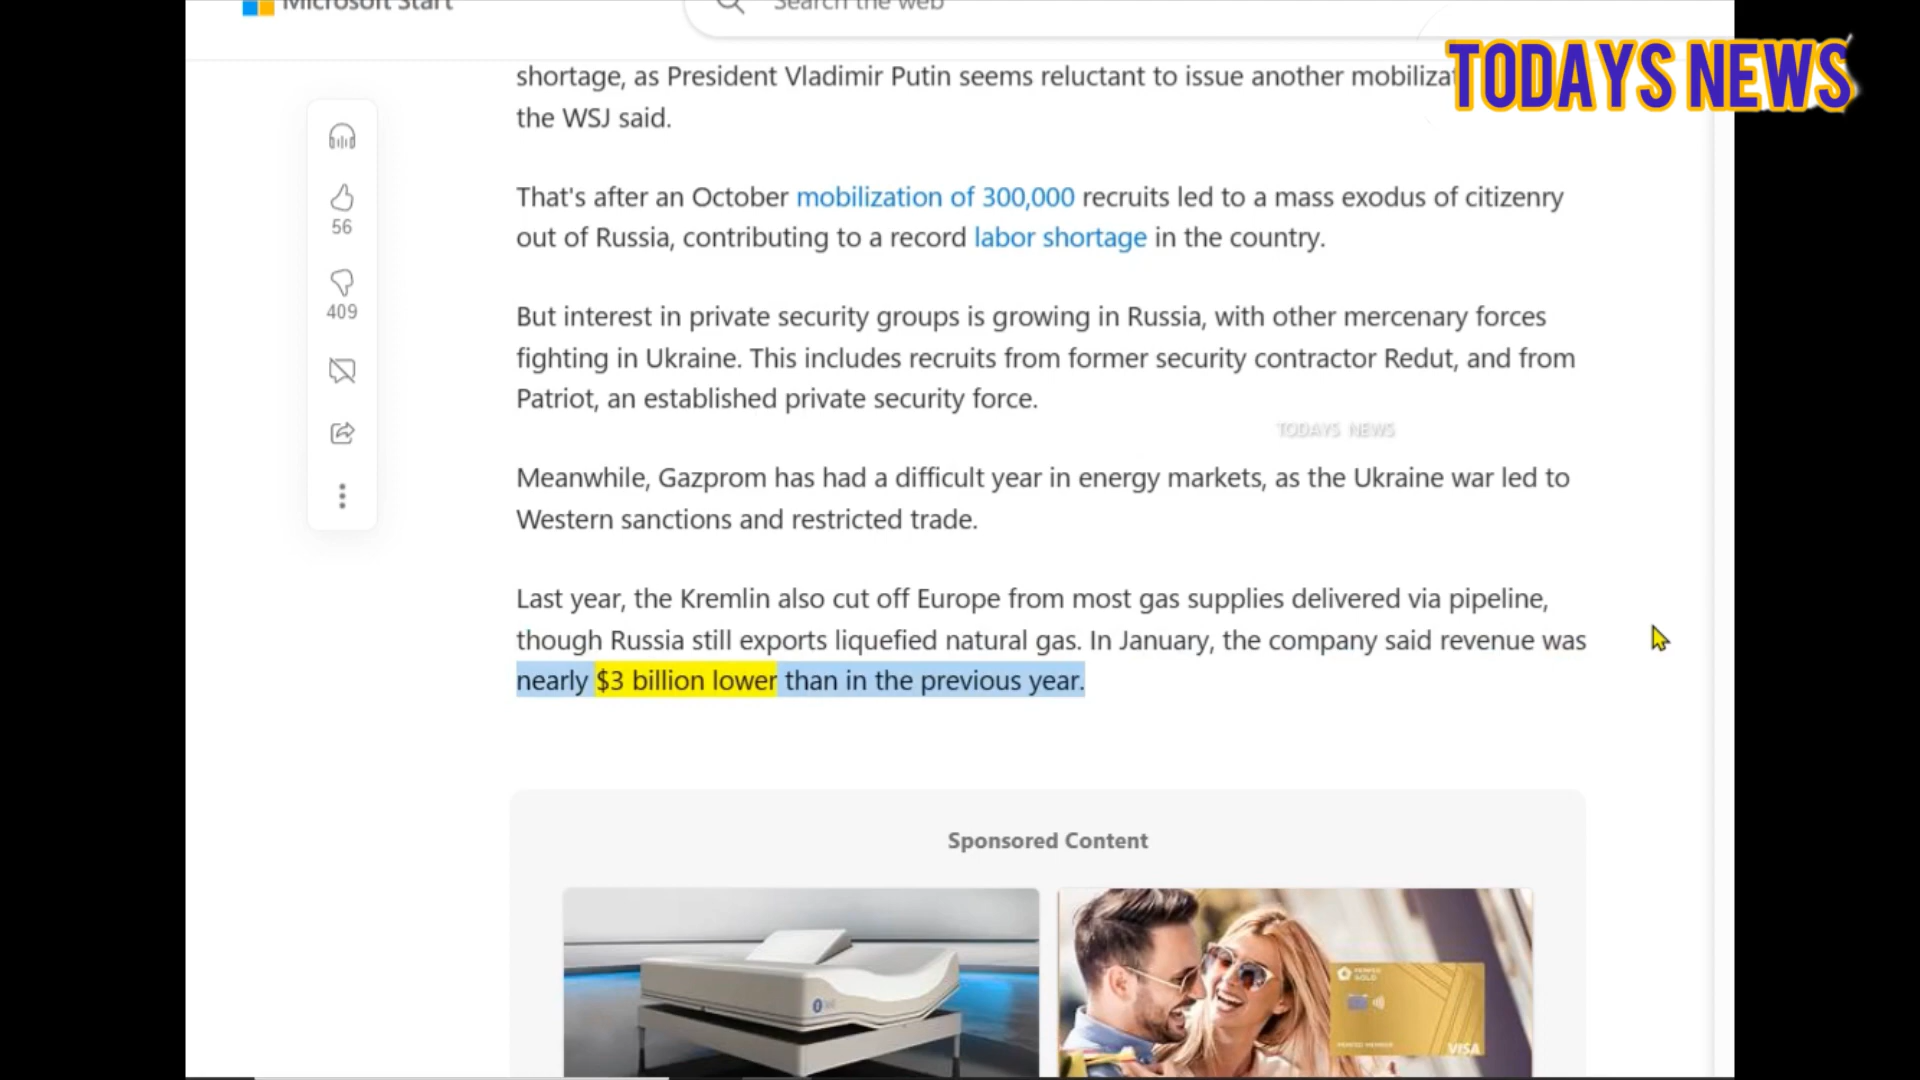 Microsoft Start
Search the web
TODAYS NEWS
shortage, as President Vladimir Putin seems reluctant to issue another
the WSJ said.
That's after an October mobilization of 300,000 recruits led to a mass exodus of citizenry
out of Russia, contributing to a record labor shortage in the country.
56
409
But interest in private security groups is growing in Russia, with other mercenary forces
fighting in Ukraine. This includes recruits from former security contractor Redut, and from
Patriot, an established private security force.
TODAYS NEWS
Meanwhile, Gazprom has had a difficult year in energy markets, as the Ukraine war led to
Western sanctions and restricted trade.
Last year, the Kremlin also cut off Europe from most gas supplies delivered via pipeline,
though Russia still exports liquefied natural gas. In January, the company said revenue was
nearly $3 billion lower than in the previous year.
Sponsored Content
GOLD
VISA